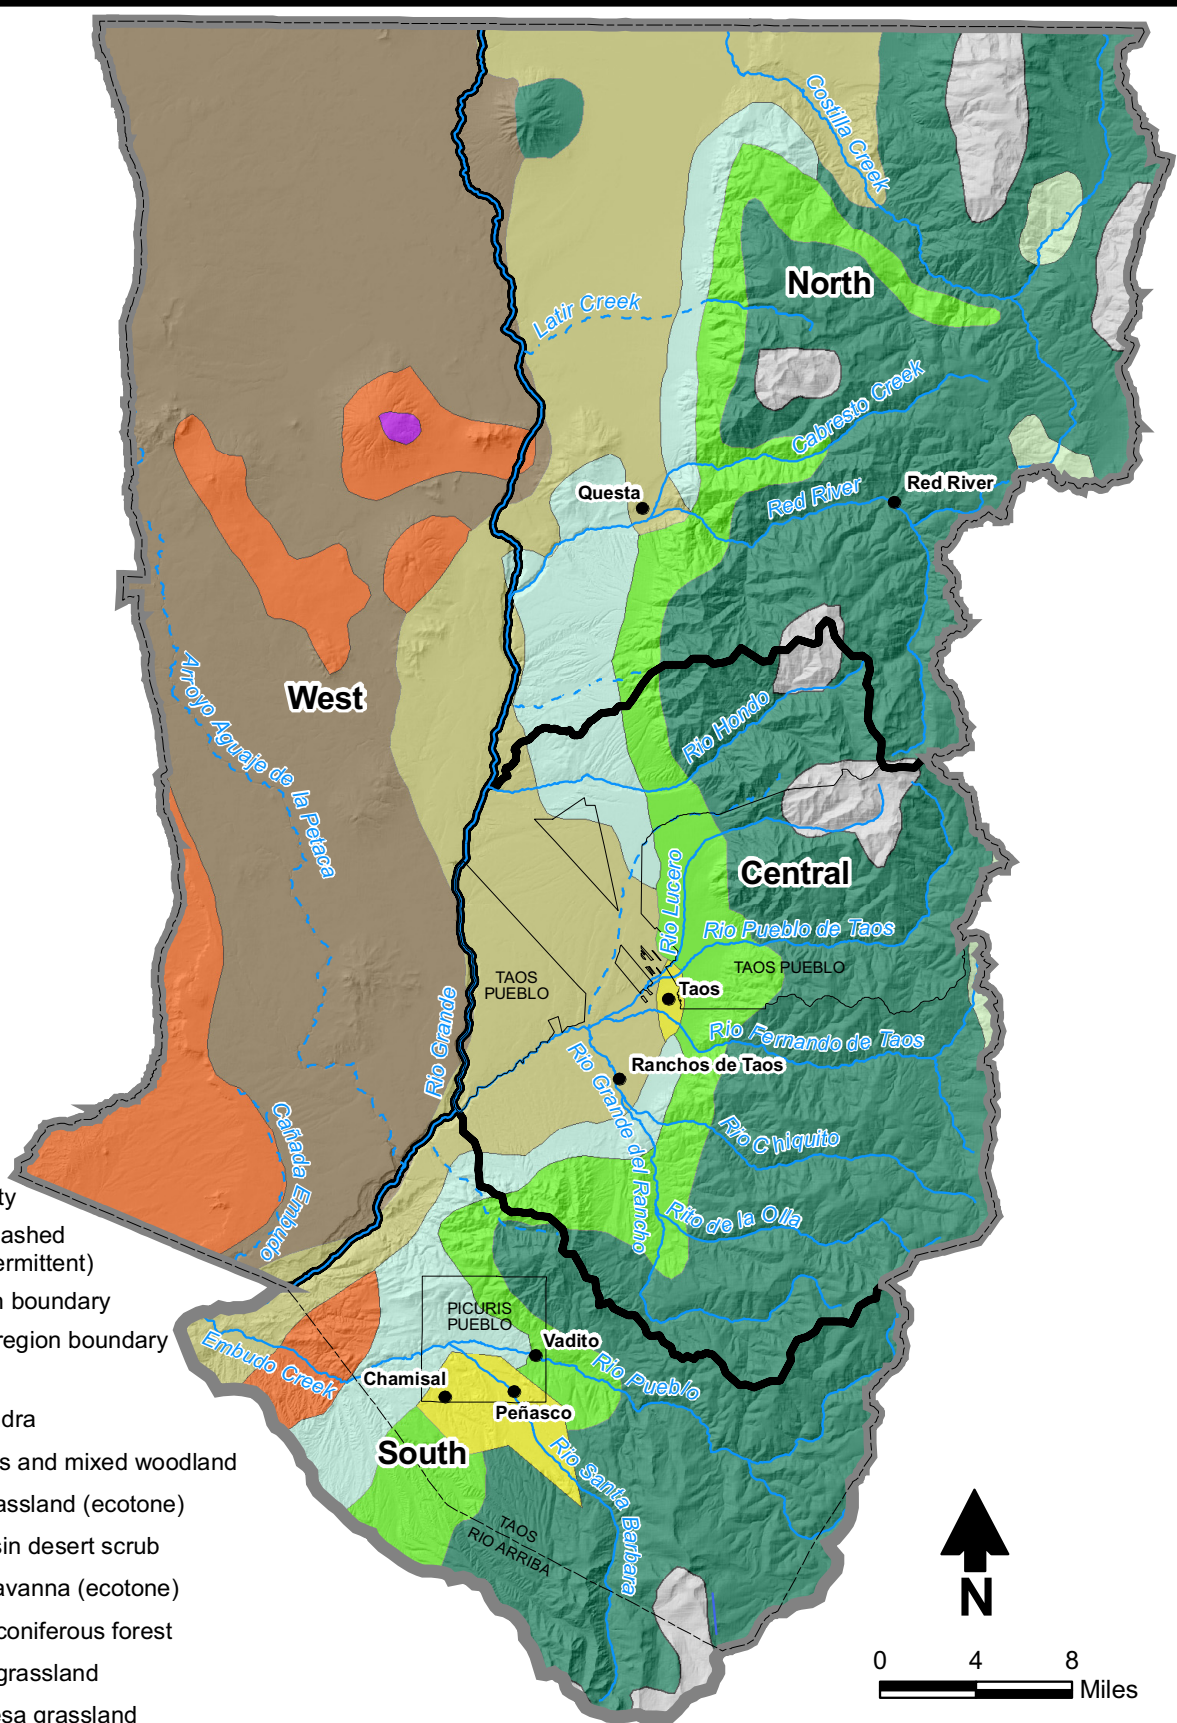 Costilla Creek
North
Latir Creek
Cabresto Creek
Questa
Red River
Red River
West
Arroyo Aguaje de la Petaca
Rio Hondo
Central
Rio Lucero
Rio Pueblo de Taos
TAOS
PUEBLO
TAOS PUEBLO
Taos
Rio Grande
Rio Fernando de Taos
Ranchos de Taos
Rio Grande del Rancho
Rio Chiquito
Cañada Embudo
Rito de la Olla
PICURIS
PUEBLO
Vadito
Embudo Creek
Chamisal
Rio Pueblo
Peñasco
South
Rio Santa Barbara
TAOS
RIO ARRIBA
N
0 4 8
Miles
ty
ashed
ermittent)
n boundary
region boundary
dra
s and mixed woodland
assland (ecotone)
sin desert scrub
avanna (ecotone)
coniferous forest
grassland
esa grassland